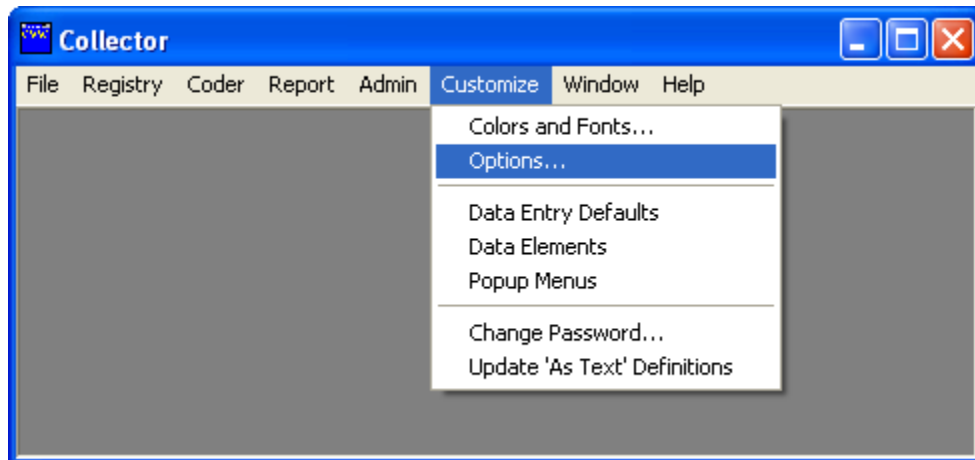 Collector
File Registry Coder Report Admin Customize Window Help
Colors and Fonts...
Options...
Data Entry Defaults
Data Elements
Popup Menus
Change Password...
Update 'As Text' Definitions